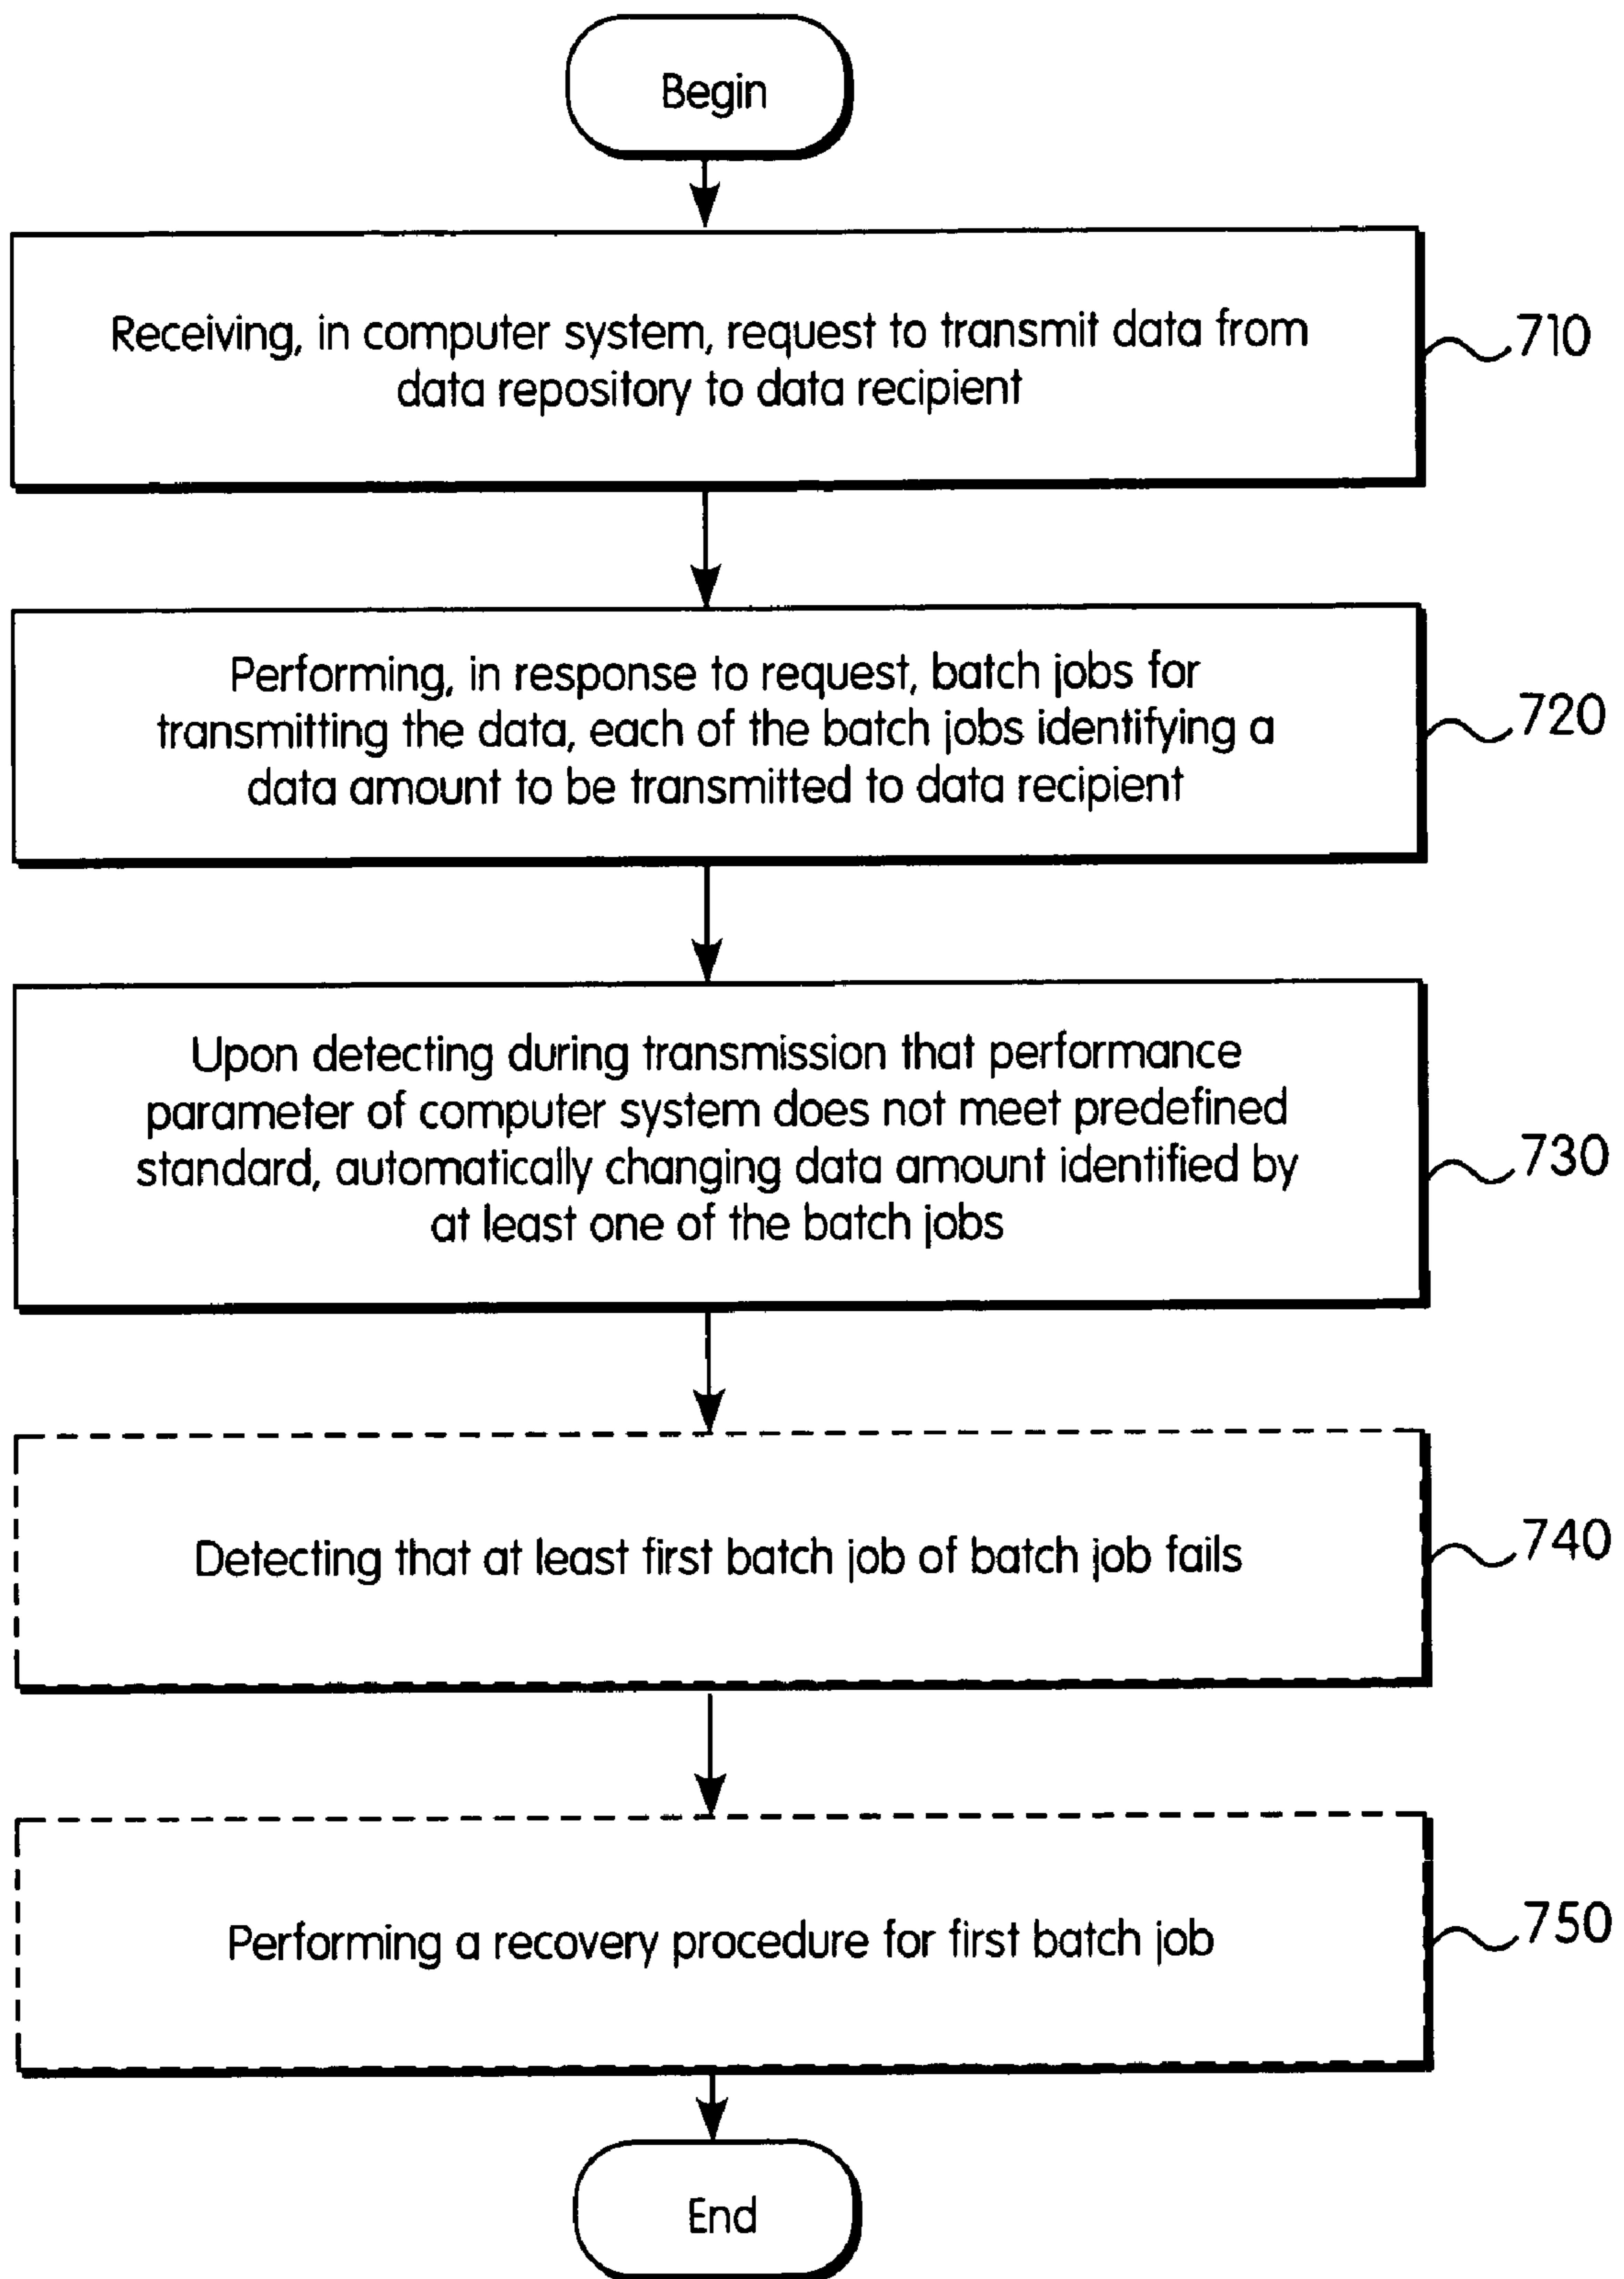 Begin
Receiving, in computer system, request to transmit data from
data repository to data recipient
710
Performing, in response to request, batch jobs for
transmitting the data, each of the batch jobs identifying a
data amount to be transmitted to data recipient
720
Upon detecting during transmission that performance
parameter of computer system does not meet predefined
standard, automatically changing data amount identified by
at least one of the batch jobs
730
Detecting that at least first batch job of batch job fails
740
Performing a recovery procedure for first batch job
750
End